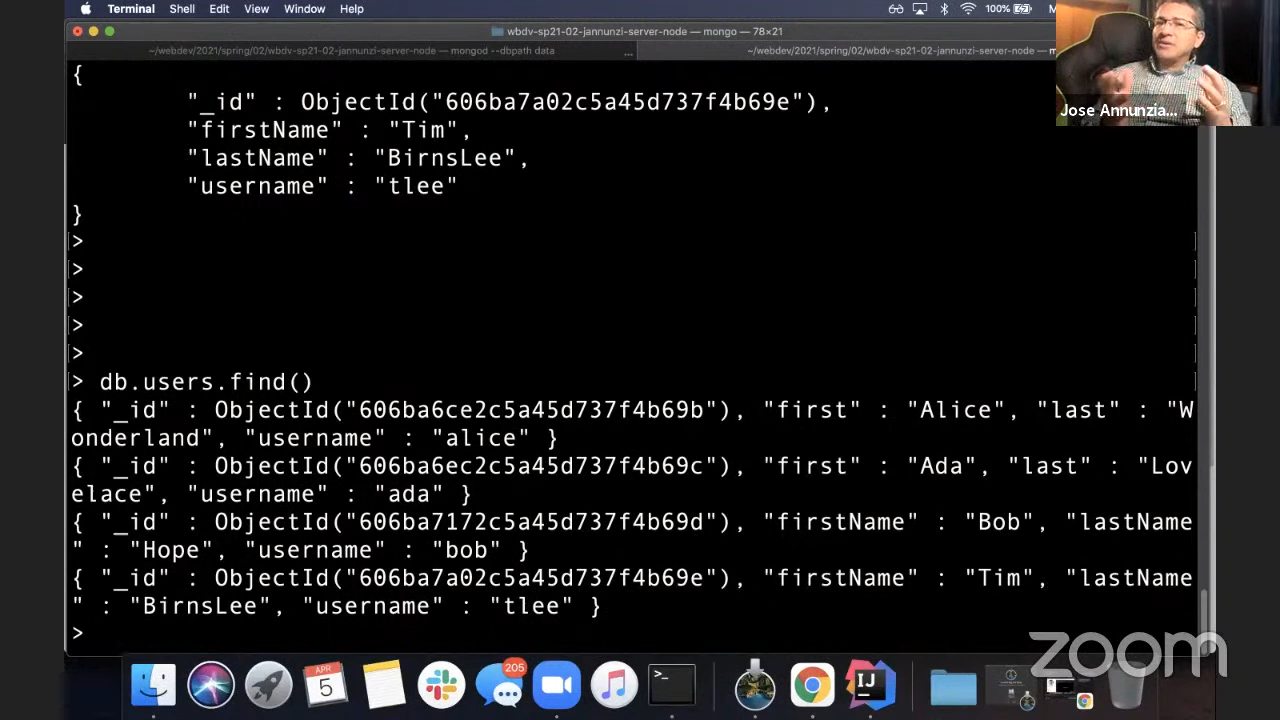 Terminal Shell Edit View Window Help 100%
wbdv-sp21-02-jannunzi-server-node — mongo — 78×21
~/webdev/2021/spring/02/wbdv-sp21-02-jannunzi-server-node — mongod --dbpath data ... ~/webdev/2021/spring/02/wbdv-sp21-02-jannunzi-server-node — m
Jose Annunzia...
{
"_id" : ObjectId("606ba7a02c5a45d737f4b69e"),
"firstName" : "Tim",
"lastName" : "BirnsLee",
"username" : "tlee"
}
>
>
>
>
>
> db.users.find()
{ "_id" : ObjectId("606ba6ce2c5a45d737f4b69b"), "first" : "Alice", "last" : "W
onderland", "username" : "alice" }
{ "_id" : ObjectId("606ba6ec2c5a45d737f4b69c"), "first" : "Ada", "last" : "Lov
elace", "username" : "ada" }
{ "_id" : ObjectId("606ba7172c5a45d737f4b69d"), "firstName" : "Bob", "lastName
" : "Hope", "username" : "bob" }
{ "_id" : ObjectId("606ba7a02c5a45d737f4b69e"), "firstName" : "Tim", "lastName
" : "BirnsLee", "username" : "tlee" }
>
zoom
APR
5
205
>_
IJ